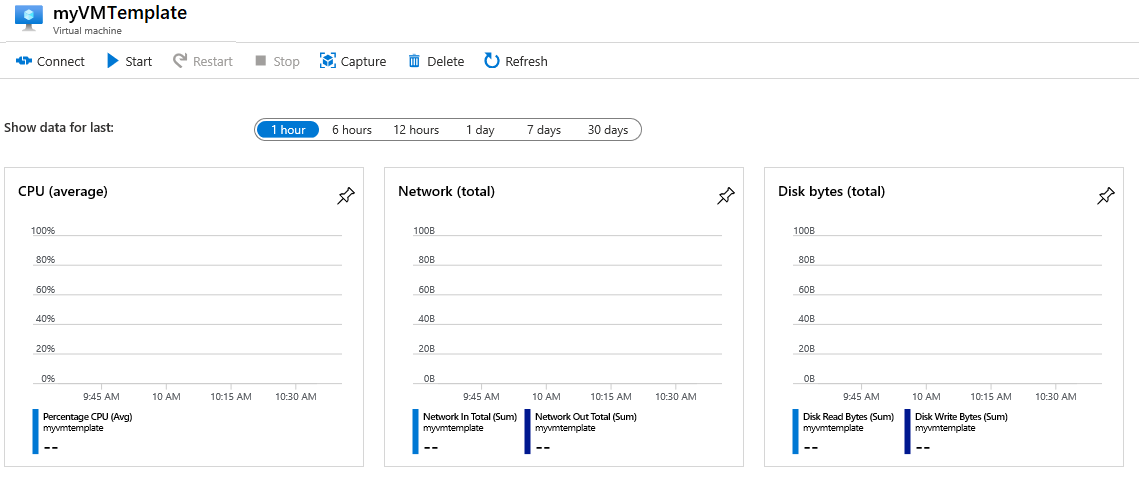 myVMTemplate
Virtual machine
Connect Start Restart Stop Capture Delete Refresh
Show data for last:
1 hour 6 hours 12 hours 1 day 7 days 30 days
CPU (average)
100%
80%
60%
40%
20%
0%
9:45 AM 10 AM 10:15 AM 10:30 AM
Percentage CPU (Avg)
myvmtemplate
--
Network (total)
100B
80B
60B
40B
20B
0B
9:45 AM 10 AM 10:15 AM 10:30 AM
Network In Total (Sum) Network Out Total (Sum)
myvmtemplate myvmtemplate
-- --
Disk bytes (total)
100B
80B
60B
40B
20B
0B
9:45 AM 10 AM 10:15 AM 10:30 AM
Disk Read Bytes (Sum) Disk Write Bytes (Sum)
myvmtemplate myvmtemplate
-- --